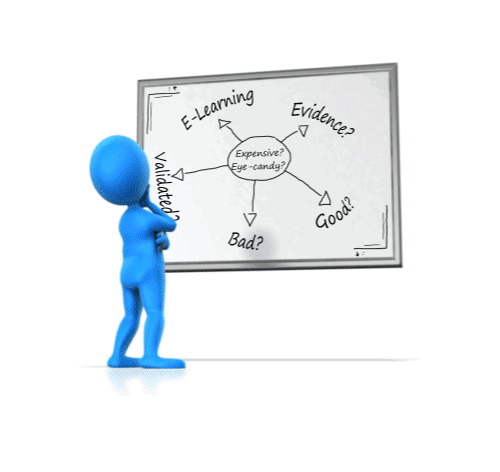 E-Learning
Evidence?
Expensive?
Eye-candy?
Validated?
Good?
Bad?